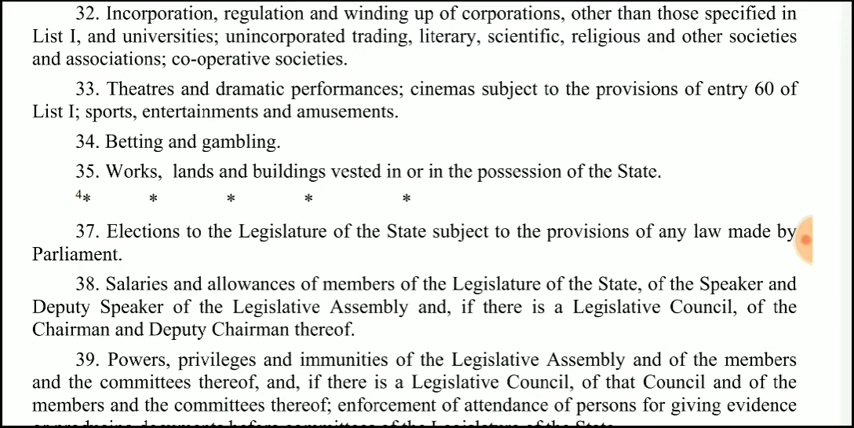 32. Incorporation, regulation and winding up of corporations, other than those specified in
List I, and universities; unincorporated trading, literary, scientific, religious and other societies
and associations; co-operative societies.
33. Theatres and dramatic performances; cinemas subject to the provisions of entry 60 of
List I; sports, entertainments and amusements.
34. Betting and gambling.
35. Works, lands and buildings vested in or in the possession of the State.
4* * * * *
37. Elections to the Legislature of the State subject to the provisions of any law made by
Parliament.
38. Salaries and allowances of members of the Legislature of the State, of the Speaker and
Deputy Speaker of the Legislative Assembly and, if there is a Legislative Council, of the
Chairman and Deputy Chairman thereof.
39. Powers, privileges and immunities of the Legislative Assembly and of the members
and the committees thereof, and, if there is a Legislative Council, of that Council and of the
members and the committees thereof; enforcement of attendance of persons for giving evidence